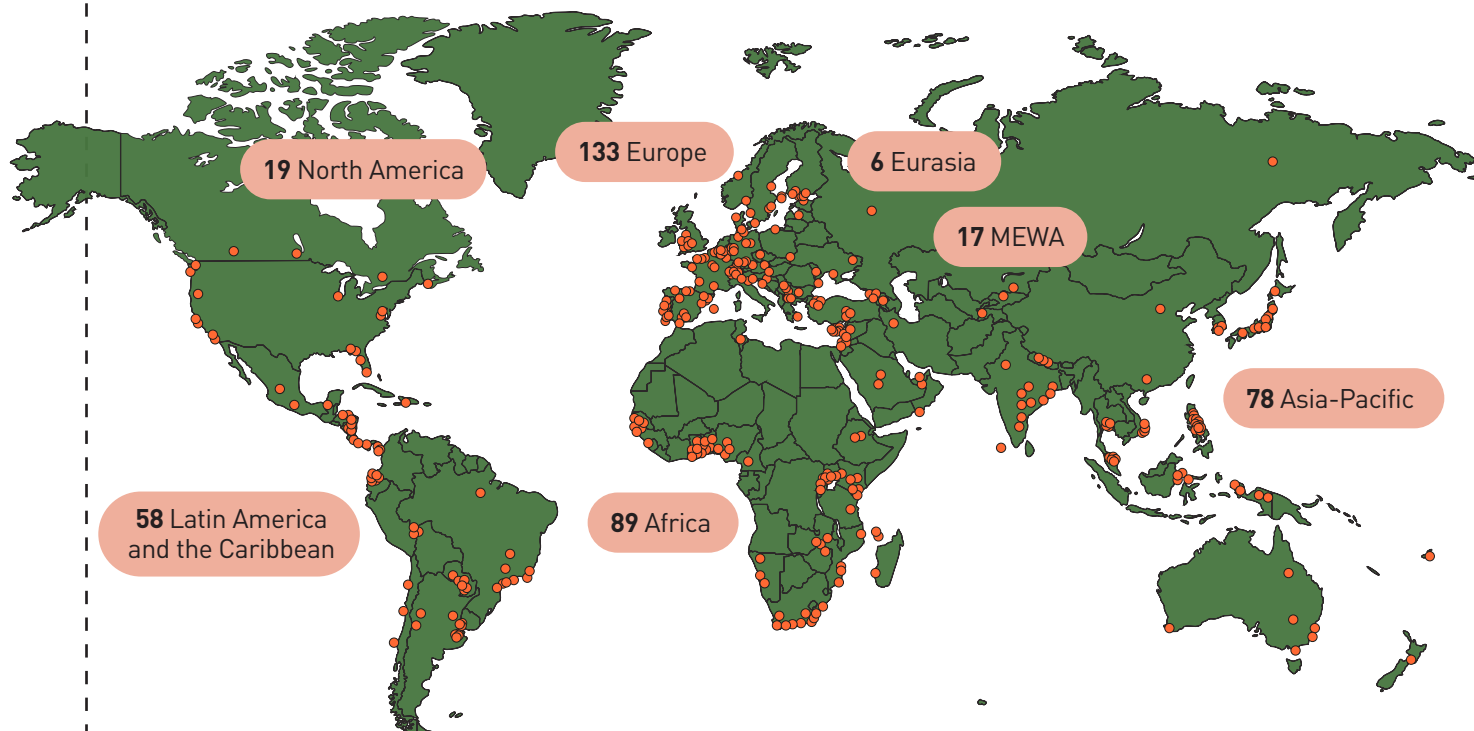 133 Europe
6 Eurasia
19 North America
17 MEWA
78 Asia-Pacific
58 Latin America
and the Caribbean
89 Africa